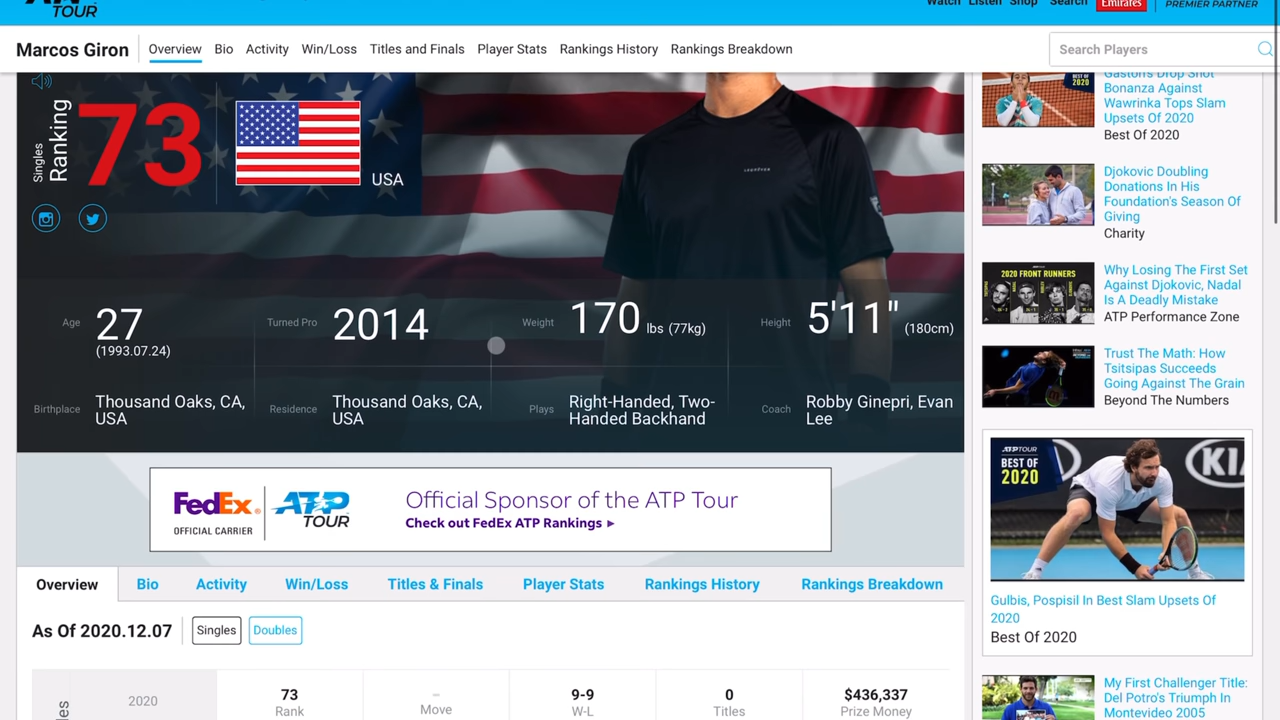 ATP
TOUR
Watch Listen Shop Search Emirates PREMIER PARTNER
Marcos Giron
Overview Bio Activity Win/Loss Titles and Finals Player Stats Rankings History Rankings Breakdown
Search Players
Singles
Ranking
73
USA
Age 27
(1993.07.24)
Turned Pro 2014
Weight 170 lbs (77kg)
Height 5'11" (180cm)
Birthplace
Thousand Oaks, CA,
USA
Residence
Thousand Oaks, CA,
USA
Plays
Right-Handed, Two-
Handed Backhand
Coach
Robby Ginepri, Evan
Lee
FedEx®
OFFICIAL CARRIER
ATP
TOUR
Official Sponsor of the ATP Tour
Check out FedEx ATP Rankings ►
Overview Bio Activity Win/Loss Titles & Finals Player Stats Rankings History Rankings Breakdown
As Of 2020.12.07
Singles Doubles
2020
73
Rank
–
Move
9-9
W-L
0
Titles
$436,337
Prize Money
BEST OF
2020
Gaston's Drop Shot
Bonanza Against
Wawrinka Tops Slam
Upsets Of 2020
Best Of 2020
Djokovic Doubling
Donations In His
Foundation's Season Of
Giving
Charity
2020 FRONT RUNNERS
Why Losing The First Set
Against Djokovic, Nadal
Is A Deadly Mistake
ATP Performance Zone
Trust The Math: How
Tsitsipas Succeeds
Going Against The Grain
Beyond The Numbers
ATP TOUR
BEST OF
2020
KIA
Gulbis, Pospisil In Best Slam Upsets Of
2020
Best Of 2020
My First Challenger Title:
Del Potro's Triumph In
Montevideo 2005